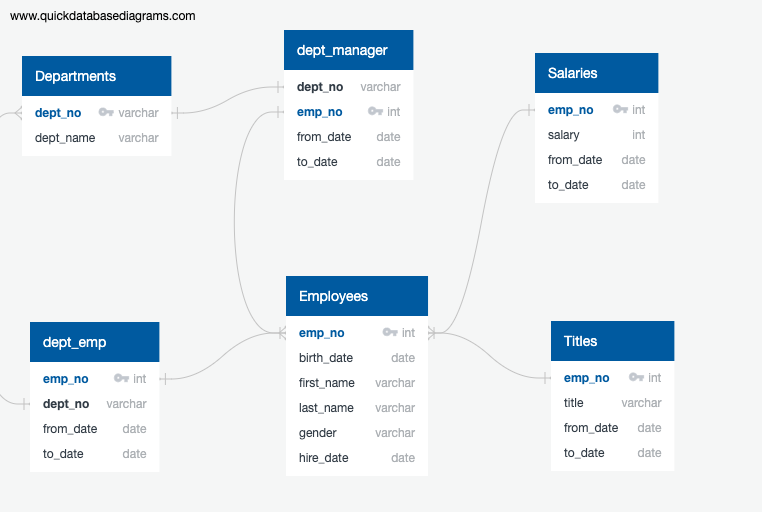 www.quickdatabasediagrams.com
Departments
dept_no varchar
dept_name varchar
dept_manager
dept_no varchar
emp_no int
from_date date
to_date date
Salaries
emp_no int
salary int
from_date date
to_date date
dept_emp
emp_no int
dept_no varchar
from_date date
to_date date
Employees
emp_no int
birth_date date
first_name varchar
last_name varchar
gender varchar
hire_date date
Titles
emp_no int
title varchar
from_date date
to_date date